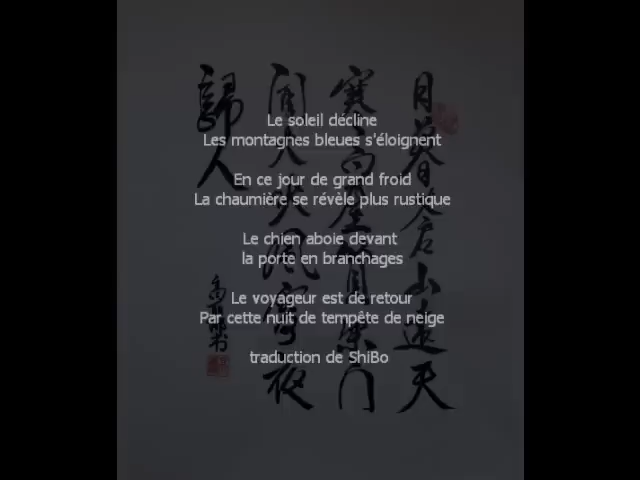 Le soleil décline
Les montagnes bleues s'éloignent
En ce jour de grand froid
La chaumière se révèle plus rustique
Le chien aboie devant
la porte en branchages
Le voyageur est de retour
Par cette nuit de tempête de neige
traduction de ShiBo
日暮蒼山遠天
寒白屋貧柴门
聞犬吠風雪夜
歸人